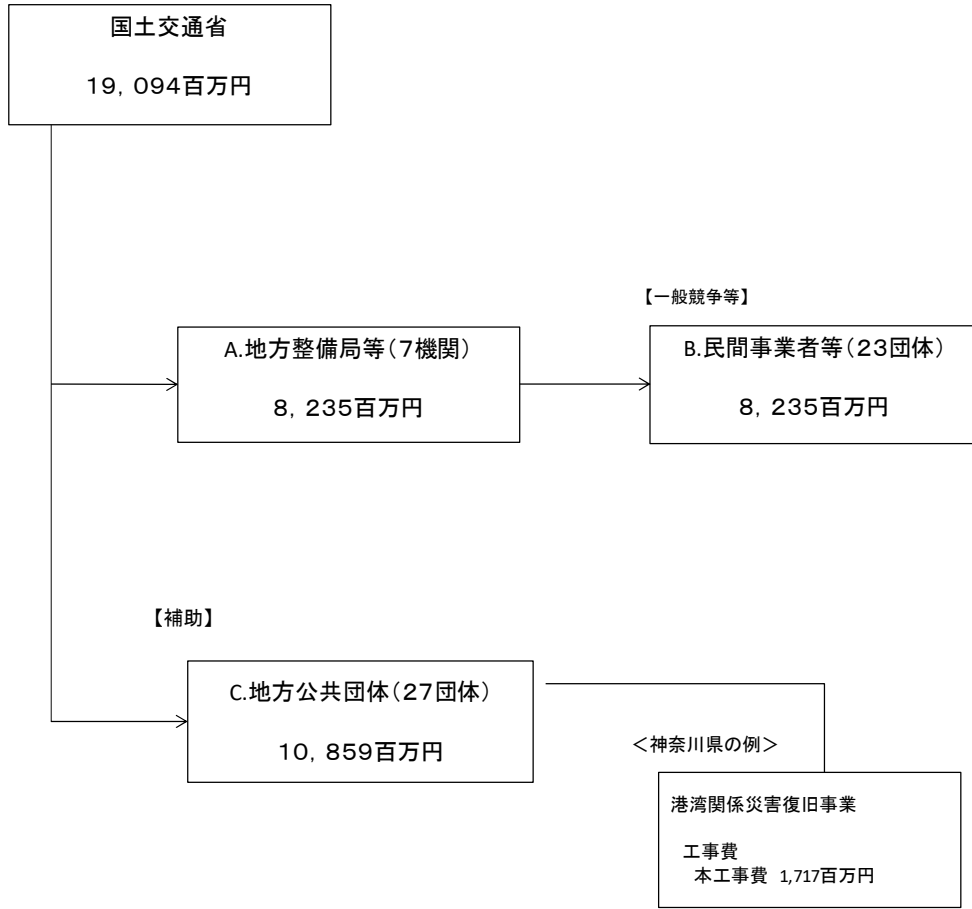 国土交通省
19，094百万円
【一般競争等】
A.地方整備局等（7機関）
8，235百万円
B.民間事業者等（23団体）
8，235百万円
【補助】
C.地方公共団体（27団体）
10，859百万円
＜神奈川県の例＞
港湾関係災害復旧事業
工事費
本工事費 1,717百万円